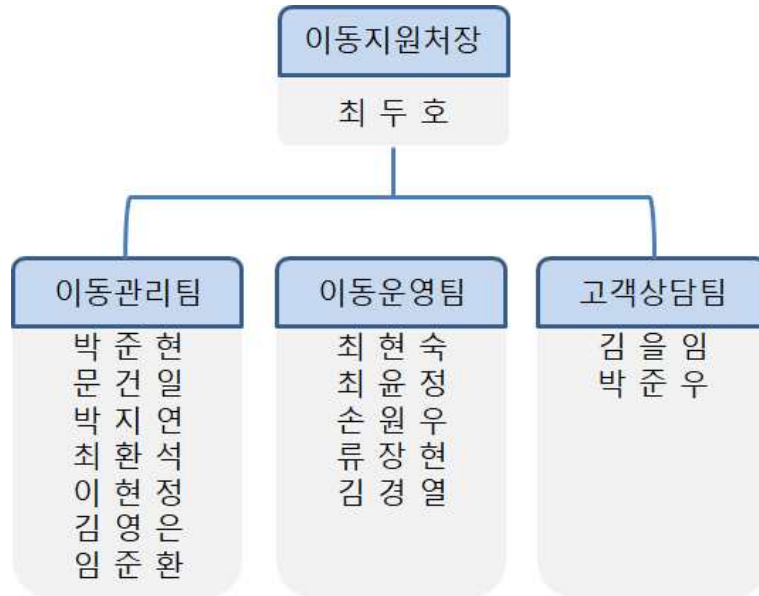 이동지원처장
최 두 호
이동관리팀
박 준 현
문 건 일
박 지 연
최 환 석
이 현 정
김 영 은
임 준 환
이동운영팀
최 현 숙
최 윤 정
손 원 우
류 장 현
김 경 열
고객상담팀
김 을 임
박 준 우